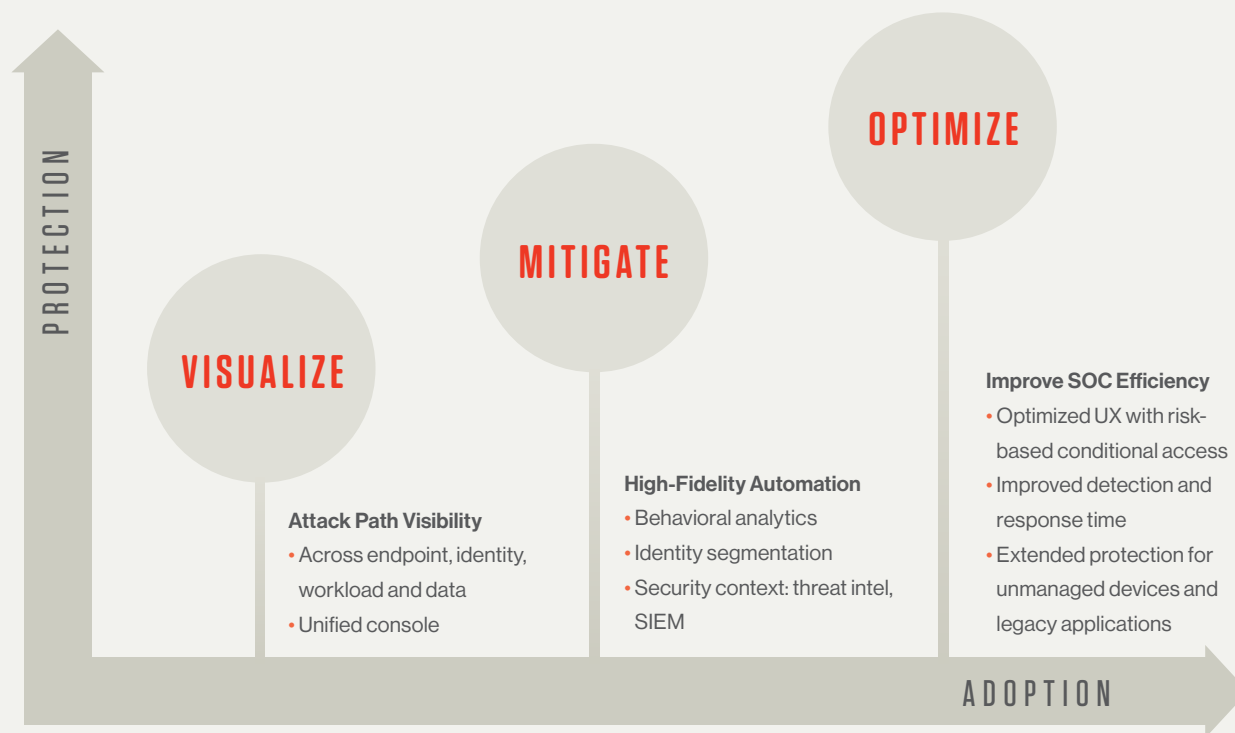 PROTECTION
VISUALIZE
Attack Path Visibility
• Across endpoint, identity,
workload and data
• Unified console
MITIGATE
High-Fidelity Automation
• Behavioral analytics
• Identity segmentation
• Security context: threat intel,
SIEM
OPTIMIZE
Improve SOC Efficiency
• Optimized UX with risk-
based conditional access
• Improved detection and
response time
• Extended protection for
unmanaged devices and
legacy applications
ADOPTION